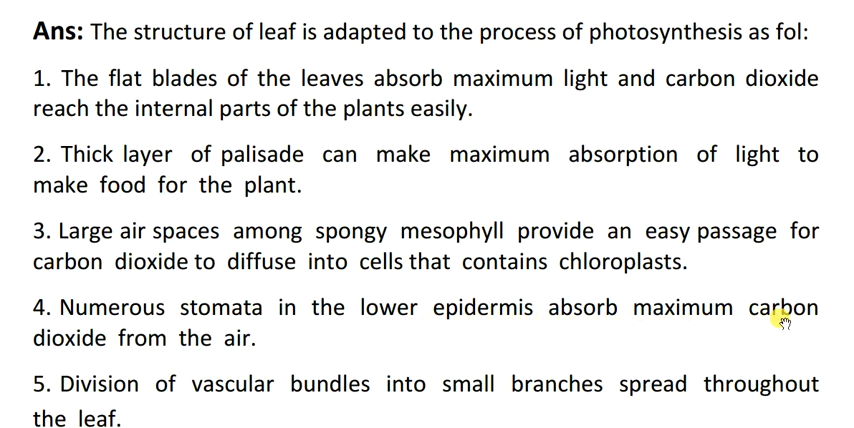 Ans: The structure of leaf is adapted to the process of photosynthesis as fol:
1. The flat blades of the leaves absorb maximum light and carbon dioxide
reach the internal parts of the plants easily.
2. Thick layer of palisade can make maximum absorption of light to
make food for the plant.
3. Large air spaces among spongy mesophyll provide an easy passage for
carbon dioxide to diffuse into cells that contains chloroplasts.
4. Numerous stomata in the lower epidermis absorb maximum carbon
dioxide from the air.
5. Division of vascular bundles into small branches spread throughout
the leaf.